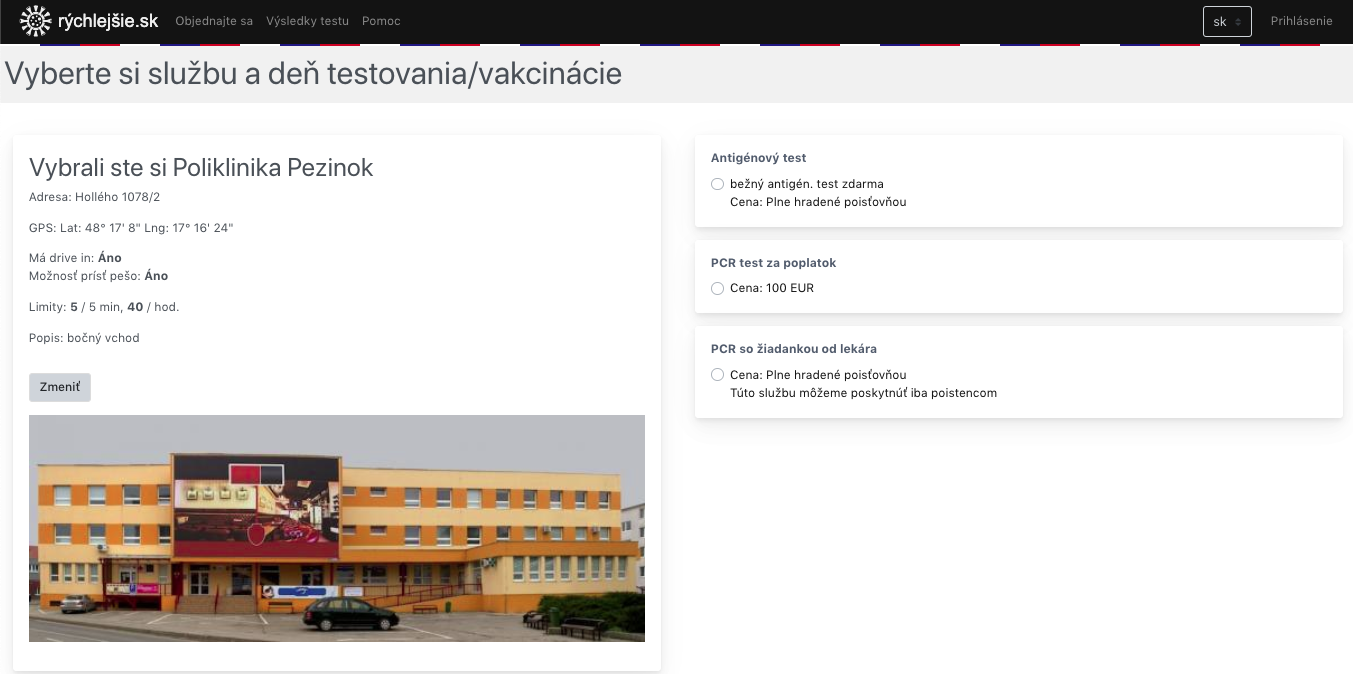 rýchlejšie.sk
Objednajte sa
Výsledky testu
Pomoc
sk
Prihlásenie
Vyberte si službu a deň testovania/vakcinácie
Vybrali ste si Poliklinika Pezinok
Adresa: Hollého 1078/2
GPS: Lat: 48° 17' 8" Lng: 17° 16' 24"
Má drive in: Áno
Možnosť prísť pešo: Áno
Limity: 5 / 5 min, 40 / hod.
Popis: bočný vchod
Zmeniť
Antigénový test
bežný antigén. test zdarma
Cena: Plne hradené poisťovňou
PCR test za poplatok
Cena: 100 EUR
PCR so žiadankou od lekára
Cena: Plne hradené poisťovňou
Túto službu môžeme poskytnúť iba poistencom